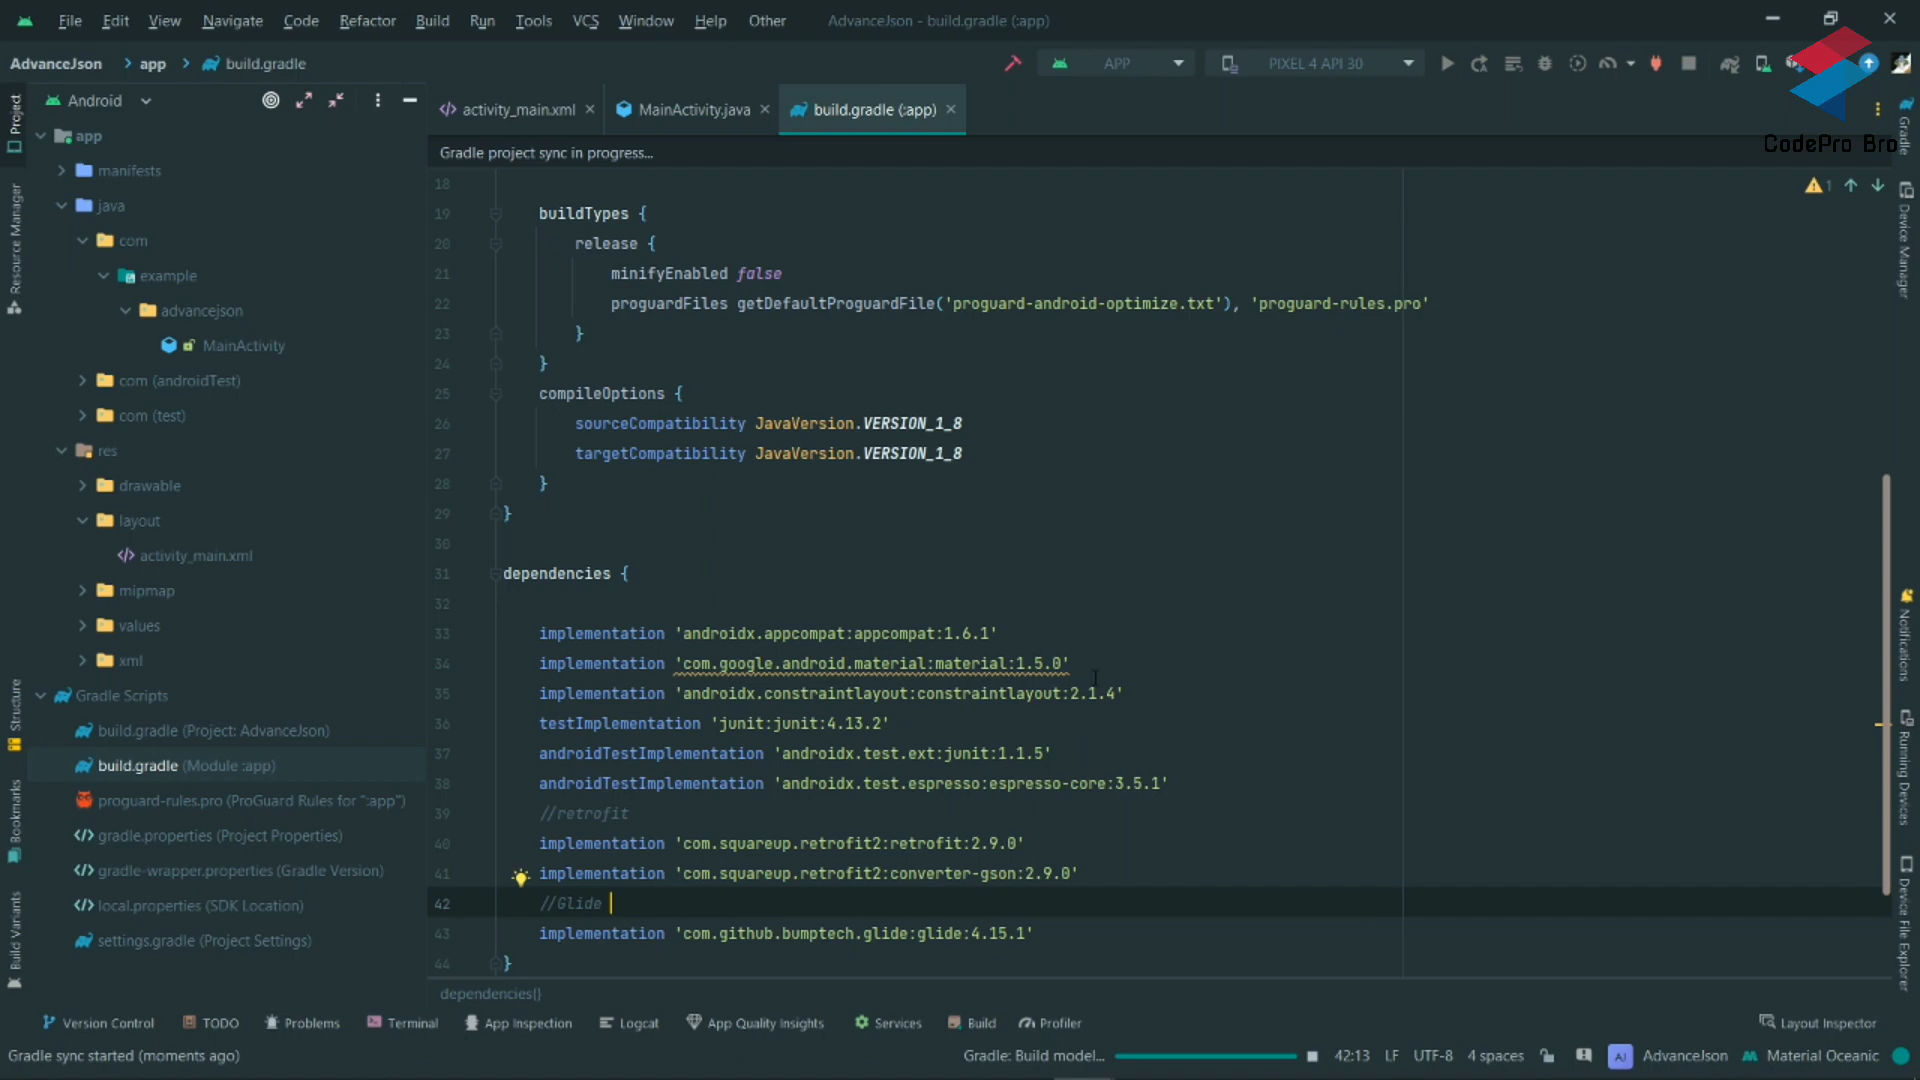 File Edit View Navigate Code Refactor Build Run Tools VCS Window Help Other AdvanceJson - build.gradle (:app)
AdvanceJson app build.gradle APP PIXEL 4 API 30
CodePro Bro
Android activity_main.xml MainActivity.java build.gradle (:app)
Gradle project sync in progress...
Project
Resource Manager
Structure
Bookmarks
Build Variants
app
manifests
java
com
example
advancejson
MainActivity
com (androidTest)
com (test)
res
drawable
layout
activity_main.xml
mipmap
values
xml
Gradle Scripts
build.gradle (Project: AdvanceJson)
build.gradle (Module :app)
proguard-rules.pro (ProGuard Rules for ":app")
gradle.properties (Project Properties)
gradle-wrapper.properties (Gradle Version)
local.properties (SDK Location)
settings.gradle (Project Settings)
1
18
19 buildTypes {
20 release {
21 minifyEnabled false
22 proguardFiles getDefaultProguardFile('proguard-android-optimize.txt'), 'proguard-rules.pro'
23 }
24 }
25 compileOptions {
26 sourceCompatibility JavaVersion.VERSION_1_8
27 targetCompatibility JavaVersion.VERSION_1_8
28 }
29 }
30
31 dependencies {
32
33 implementation 'androidx.appcompat:appcompat:1.6.1'
34 implementation 'com.google.android.material:material:1.5.0'
35 implementation 'androidx.constraintlayout:constraintlayout:2.1.4'
36 testImplementation 'junit:junit:4.13.2'
37 androidTestImplementation 'androidx.test.ext:junit:1.1.5'
38 androidTestImplementation 'androidx.test.espresso:espresso-core:3.5.1'
39 //retrofit
40 implementation 'com.squareup.retrofit2:retrofit:2.9.0'
41 implementation 'com.squareup.retrofit2:converter-gson:2.9.0'
42 //Glide
43 implementation 'com.github.bumptech.glide:glide:4.15.1'
44 }
dependencies()
Gradle
Device Manager
Notifications
Running Devices
Device File Explorer
Version Control TODO Problems Terminal App Inspection Logcat App Quality Insights Services Build Profiler Layout Inspector
Gradle sync started (moments ago) Gradle: Build model... 42:13 LF UTF-8 4 spaces AJ AdvanceJson Material Oceanic